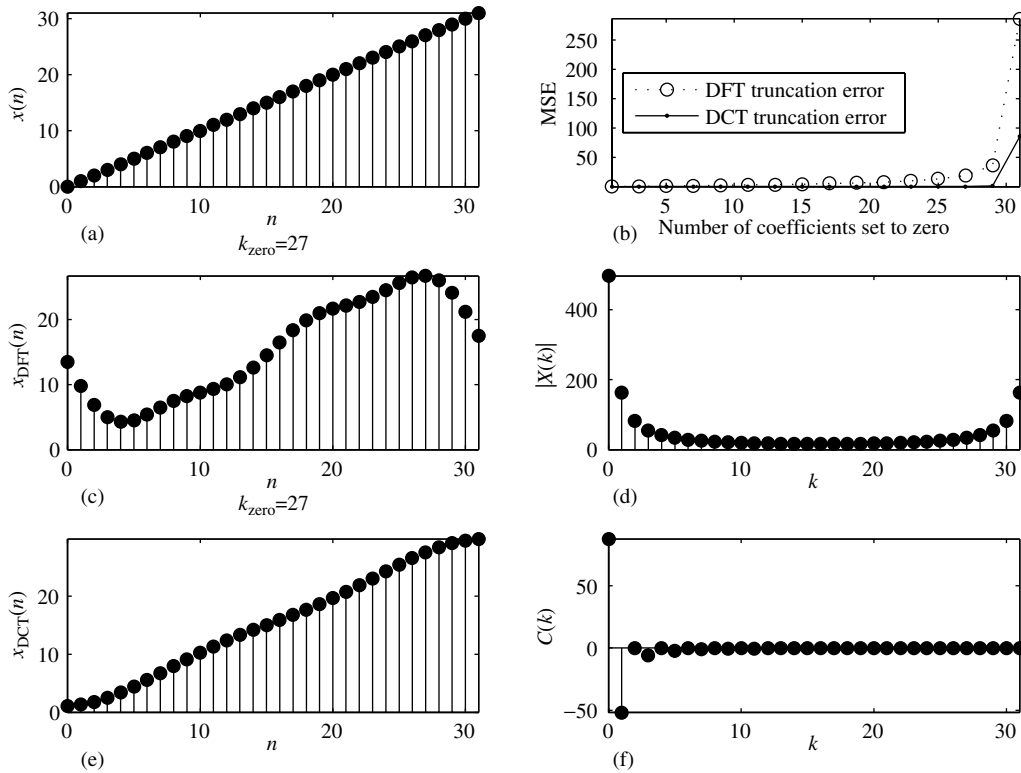 30
20
10
0
x(n)
0
10
20
30
n
(a)
250
200
150
100
50
MSE
DFT truncation error
DCT truncation error
5
10
15
20
25
30
Number of coefficients set to zero
(b)
k_zero=27
20
10
0
x_DFT(n)
0
10
20
30
n
(c)
400
200
0
|X(k)|
0
10
20
30
k
(d)
k_zero=27
20
10
0
x_DCT(n)
0
10
20
30
n
(e)
50
0
−50
C(k)
0
10
20
30
k
(f)